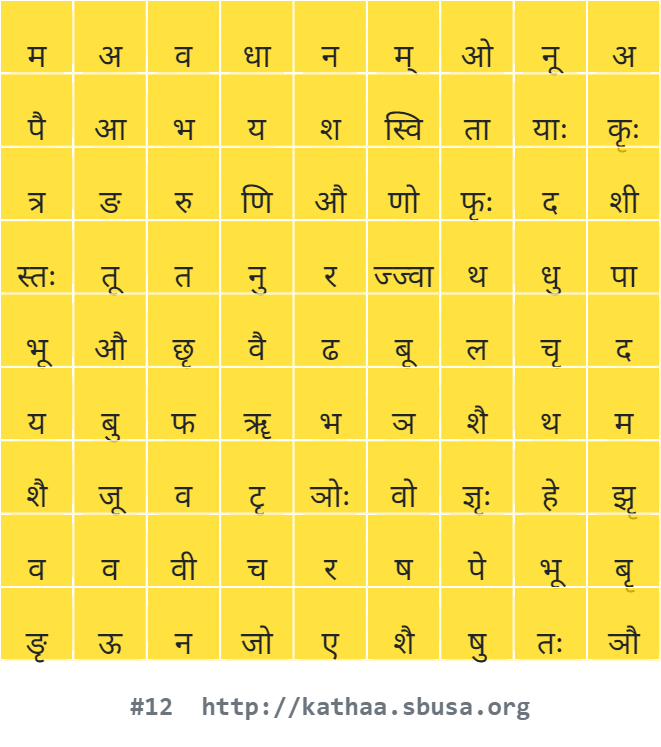 म अ व धा न म् ओ नू अ
पै आ भ य श स्वि ता याः कृः
त्र ङ रु णि औ णो फृः द शी
स्तः तू त नु र ज्ज्वा थ धु पा
भू औ छृ वै ढ बू ल चृ द
य बु फ ॠ भ ञ शै थ म
शै जू व टृ ञोः वो ज्ञृः हे झृ
व व वी च र ष पे भू बृ
ङृ ऊ न जो ए शै षु तः ञौ
#12 http://kathaa.sbusa.org